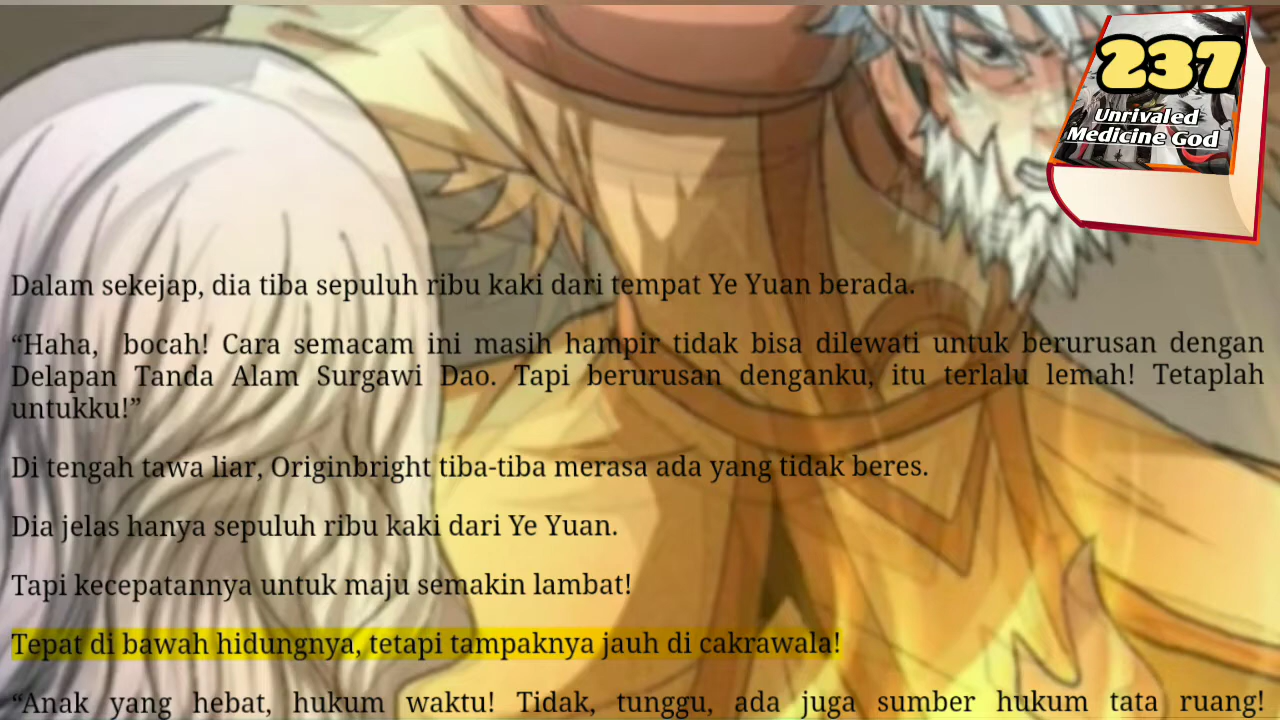 237
Unrivaled
Medicine God
Dalam sekejap, dia tiba sepuluh ribu kaki dari tempat Ye Yuan berada.
“Haha, bocah! Cara semacam ini masih hampir tidak bisa dilewati untuk berurusan dengan
Delapan Tanda Alam Surgawi Dao. Tapi berurusan denganku, itu terlalu lemah! Tetaplah
untukku!”
Di tengah tawa liar, Originbright tiba-tiba merasa ada yang tidak beres.
Dia jelas hanya sepuluh ribu kaki dari Ye Yuan.
Tapi kecepatannya untuk maju semakin lambat!
Tepat di bawah hidungnya, tetapi tampaknya jauh di cakrawala!
“Anak yang hebat, hukum waktu! Tidak, tunggu, ada juga sumber hukum tata ruang!